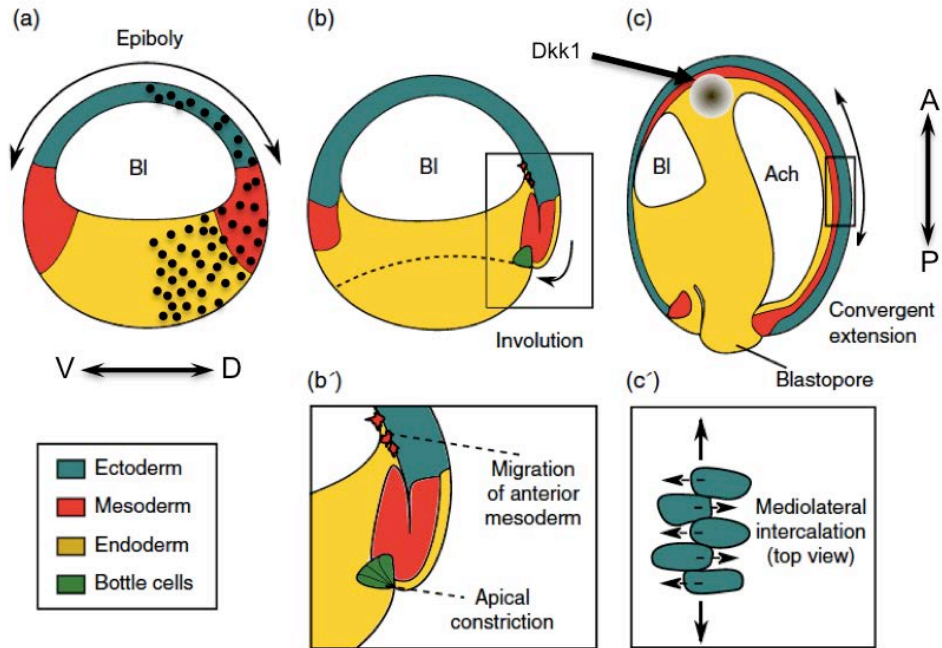 (a)
Epiboly
Bl
V
D
(b)
Bl
Involution
(c)
Dkk1
Bl
Ach
A
P
Convergent
extension
Blastopore
Ectoderm
Mesoderm
Endoderm
Bottle cells
(b´)
Migration
of anterior
mesoderm
Apical
constriction
(c´)
Mediolateral
intercalation
(top view)